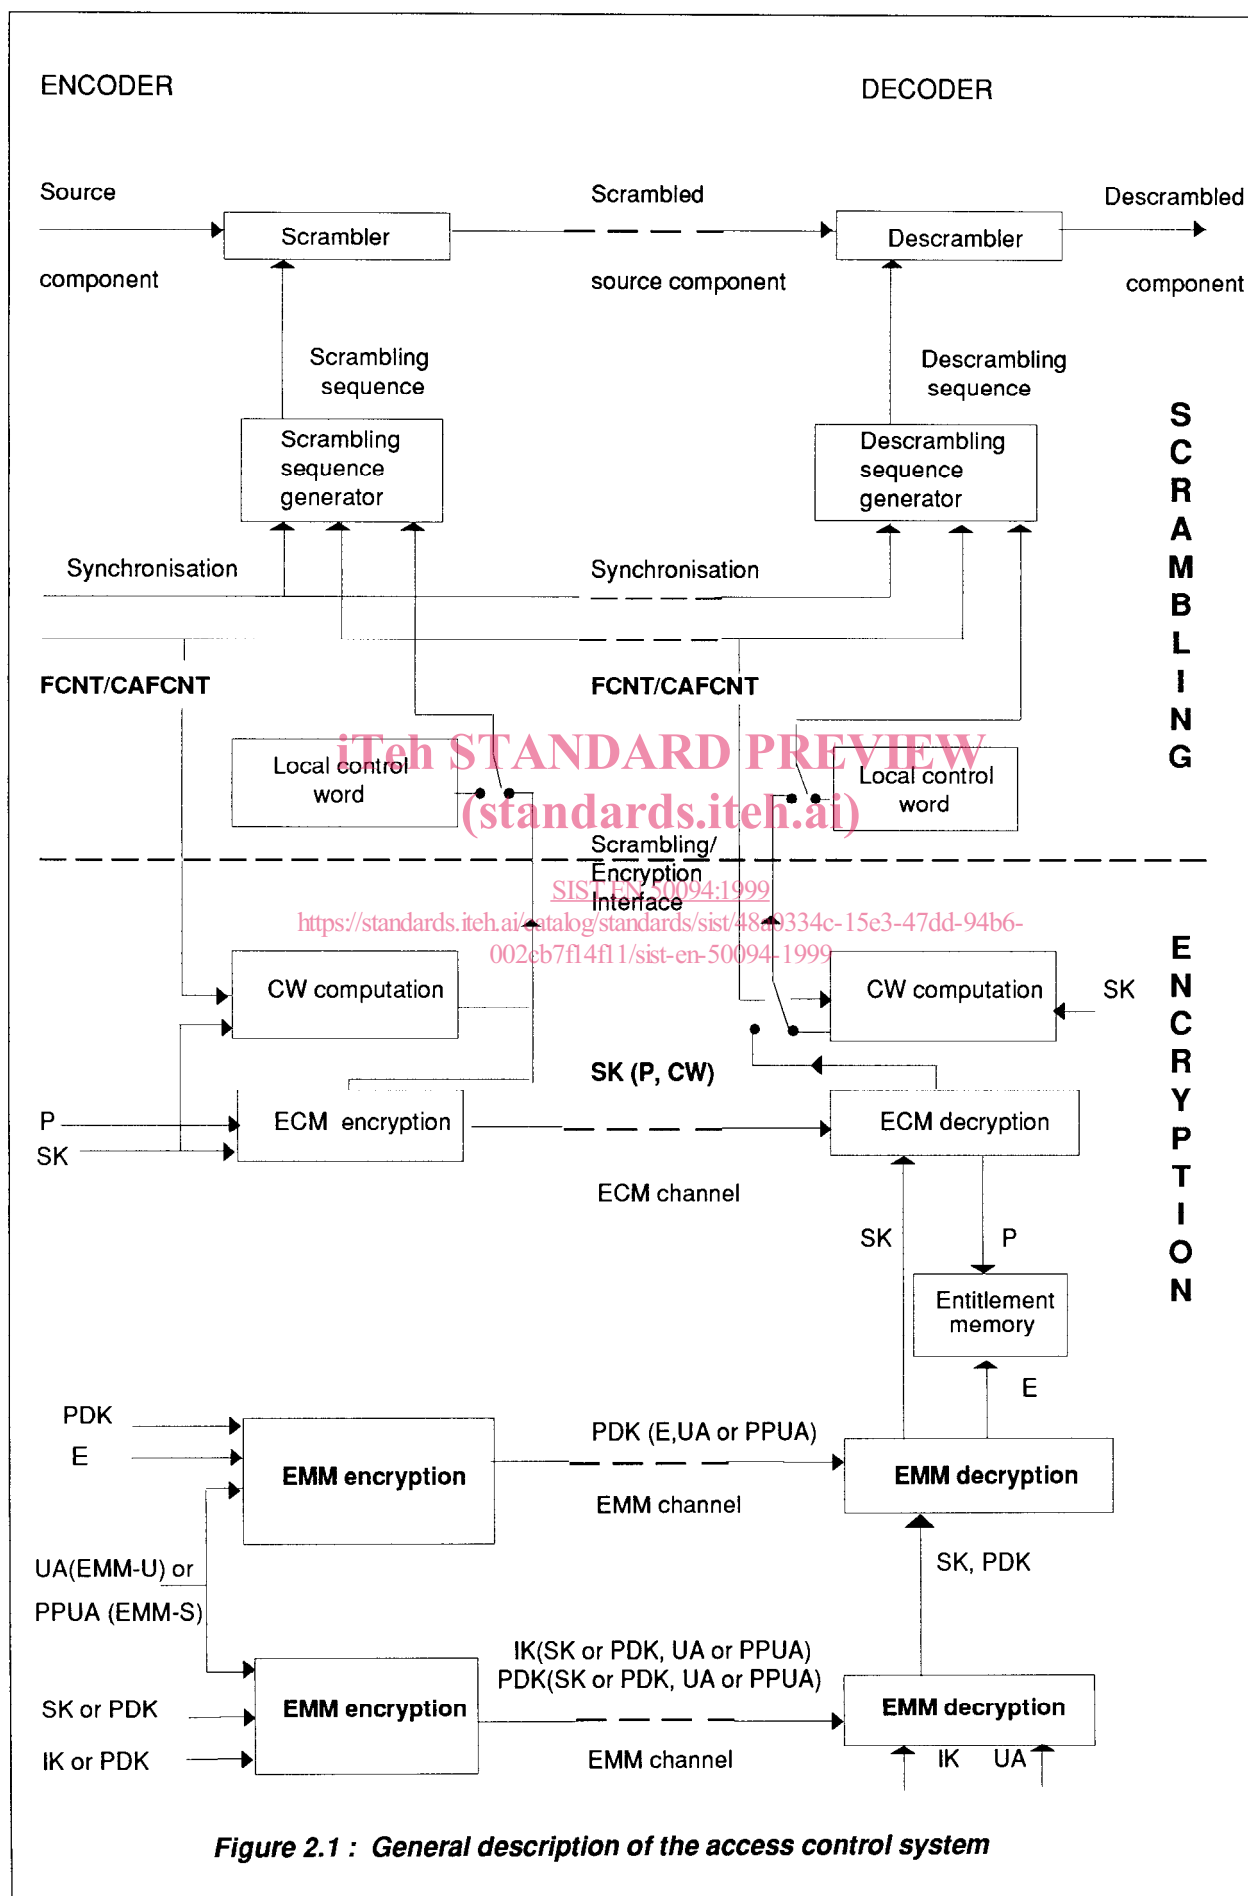 ENCODER
DECODER
Source
Scrambled
Descrambled
Scrambler
Descrambler
component
source component
component
Scrambling
sequence
Descrambling
sequence
Scrambling
sequence
generator
Descrambling
sequence
generator
SCRAMBLING
Synchronisation
Synchronisation
FCNT/CAFCNT
FCNT/CAFCNT
iTeh STANDARD PREVIEW
(standards.iteh.ai)
Local control
word
Local control
word
Scrambling/
Encryption
Interface
SIST EN 50094:1999
https://standards.iteh.ai/catalog/standards/sist/48a0334c-15e3-47dd-94b6-
002cb7f14f11/sist-en-50094-1999
ENCRYPTION
CW computation
CW computation
SK
SK (P, CW)
P
SK
ECM encryption
ECM decryption
ECM channel
SK
P
Entitlement
memory
E
PDK
E
EMM encryption
PDK (E,UA or PPUA)
EMM channel
EMM decryption
UA(EMM-U) or
PPUA (EMM-S)
SK, PDK
IK(SK or PDK, UA or PPUA)
PDK(SK or PDK, UA or PPUA)
SK or PDK
IK or PDK
EMM encryption
EMM channel
EMM decryption
IK
UA
Figure 2.1 : General description of the access control system